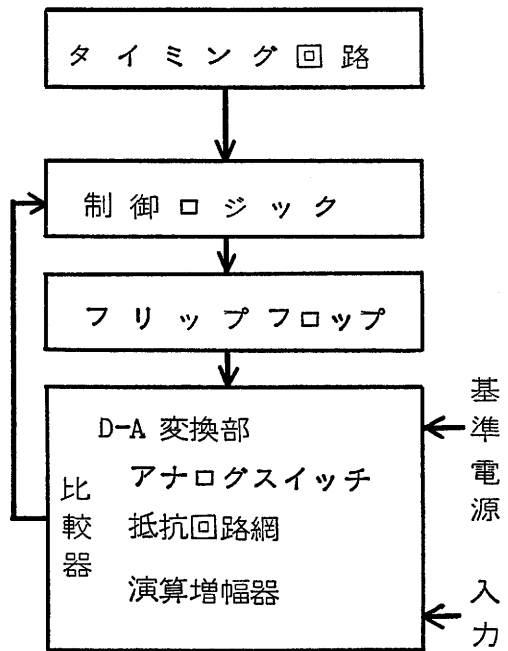 タイミング回路
制御ロジック
フリップフロップ
D-A 変換部
アナログスイッチ
抵抗回路網
演算増幅器
比較器
基準電源
入力